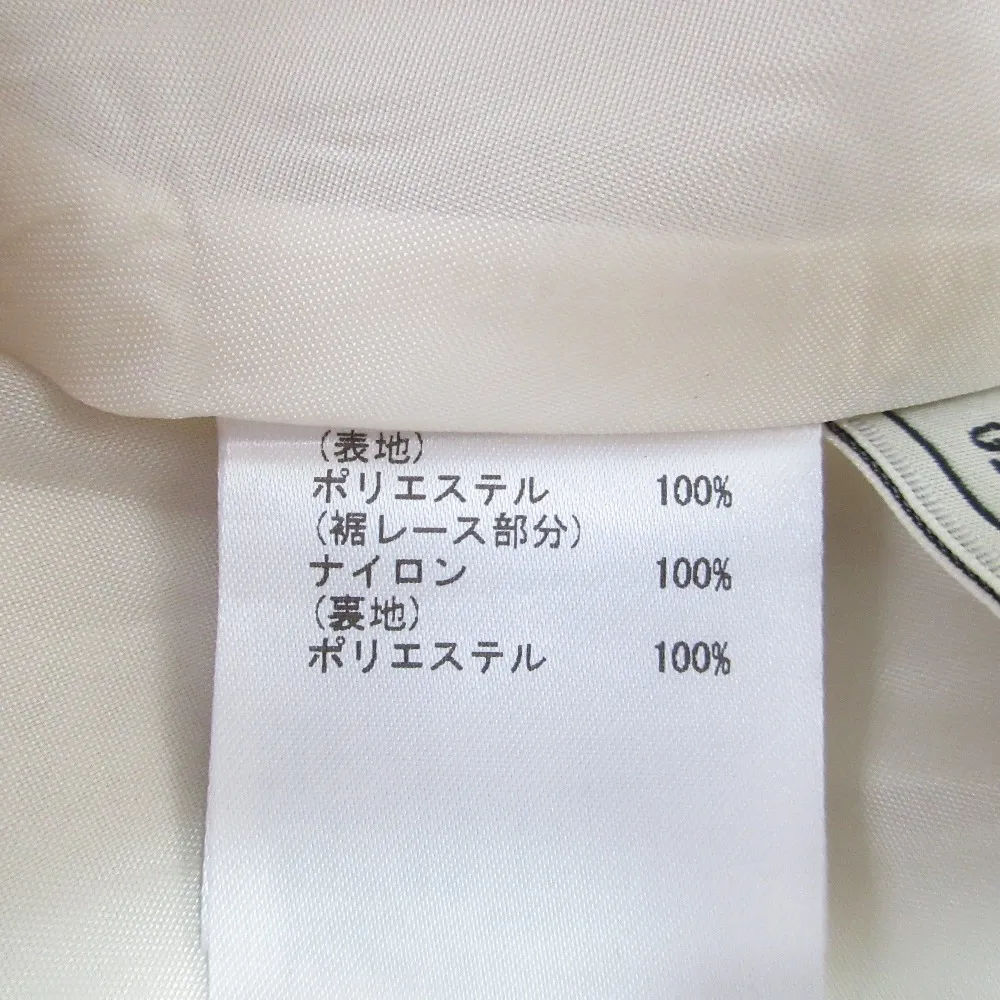 (表地)
ポリエステル 100%
(裾レース部分)
ナイロン 100%
(裏地)
ポリエステル 100%